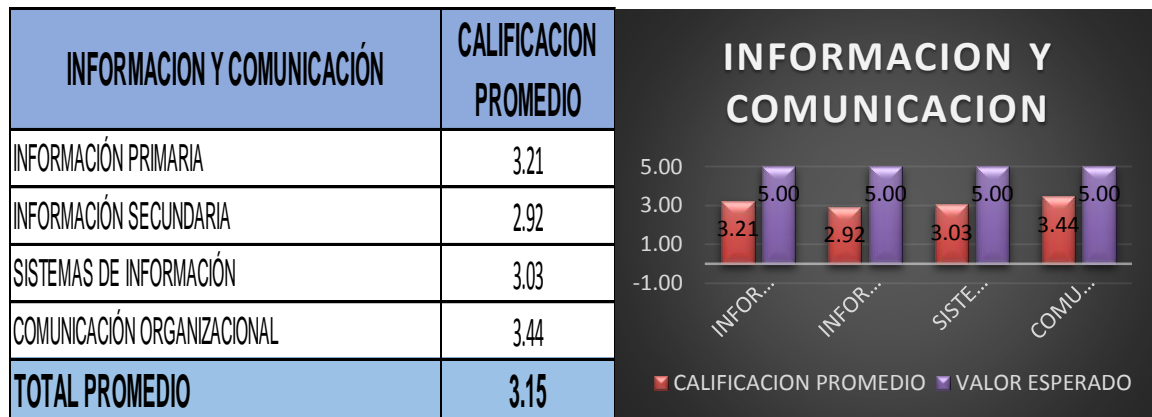 INFORMACION Y COMUNICACIÓN
CALIFICACION
PROMEDIO
INFORMACIÓN PRIMARIA 3.21
INFORMACIÓN SECUNDARIA 2.92
SISTEMAS DE INFORMACIÓN 3.03
COMUNICACIÓN ORGANIZACIONAL 3.44
TOTAL PROMEDIO 3.15
INFORMACION Y
COMUNICACION
5.00
3.00
1.00
-1.00
3.21 5.00 2.92 5.00 3.03 5.00 3.44 5.00
INFOR... INFOR... SISTE... COMU...
CALIFICACION PROMEDIO VALOR ESPERADO